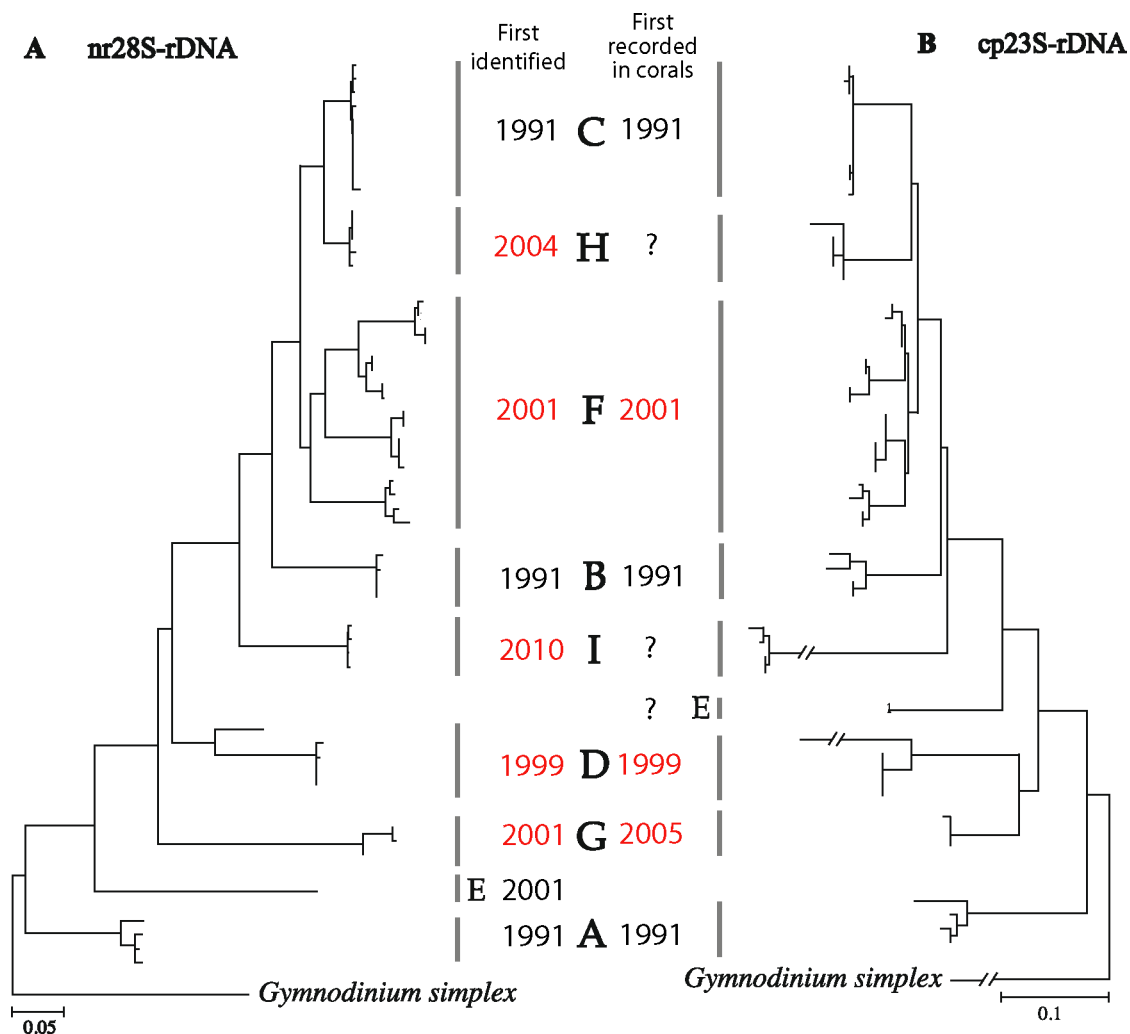 A nr28S-rDNA
First identified
First recorded in corals
B cp23S-rDNA
1991 C 1991
2004 H ?
2001 F 2001
1991 B 1991
2010 I ?
? E
1999 D 1999
2001 G 2005
E 2001
1991 A 1991
Gymnodinium simplex
Gymnodinium simplex
0.05
0.1